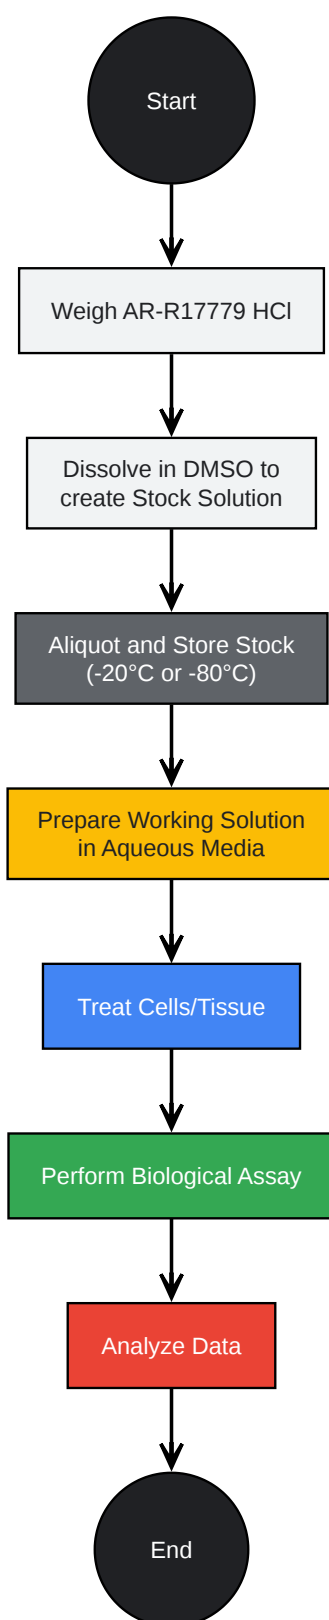 Start
Weigh AR-R17779 HCl
Dissolve in DMSO to
create Stock Solution
Aliquot and Store Stock
(-20°C or -80°C)
Prepare Working Solution
in Aqueous Media
Treat Cells/Tissue
Perform Biological Assay
Analyze Data
End